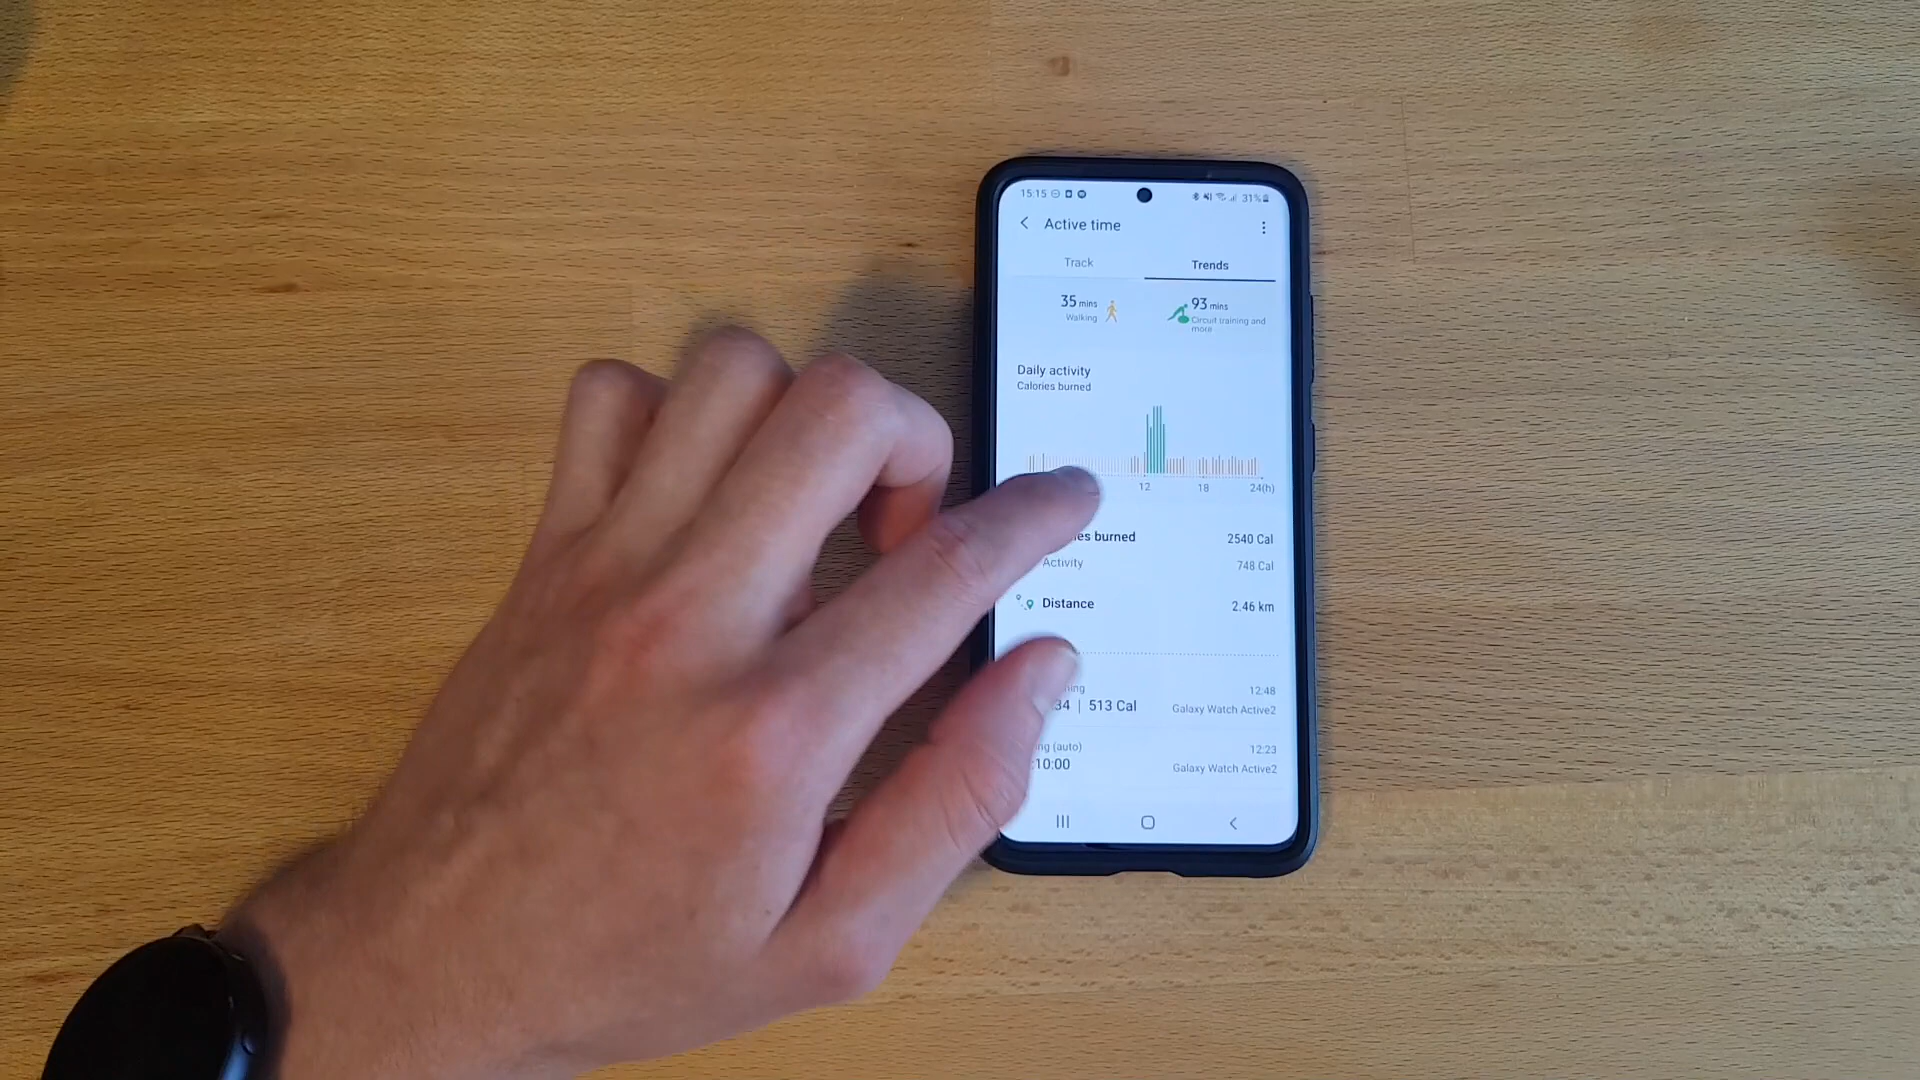 15:15 31%
Active time
Track Trends
35 mins 93 mins
Walking Circuit training and
more
Daily activity
Calories burned
12 18 24(h)
es burned 2540 Cal
Activity 748 Cal
Distance 2.46 km
ning 12:48
34 | 513 Cal Galaxy Watch Active2
ng (auto) 12:23
:10:00 Galaxy Watch Active2